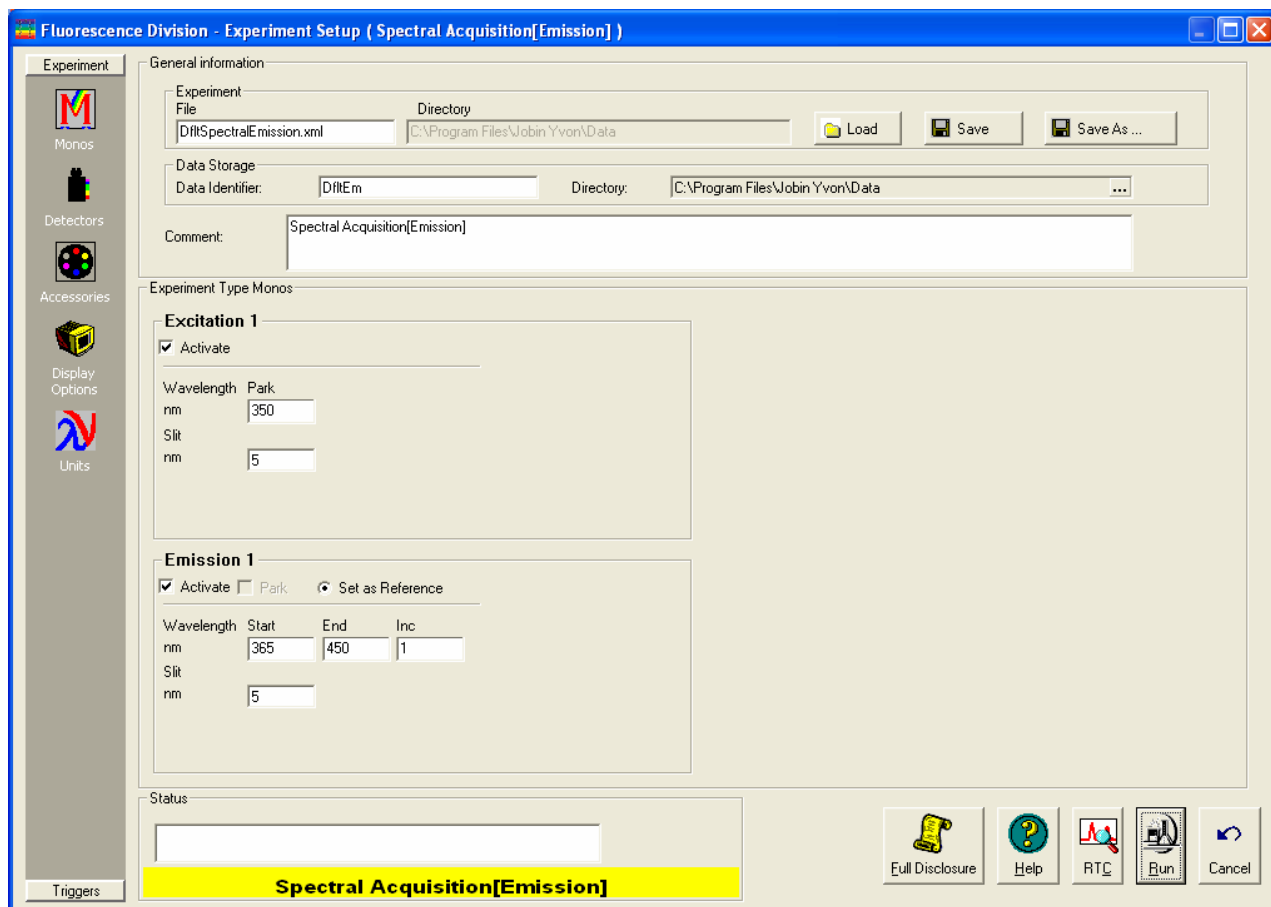 Fluorescence Division - Experiment Setup ( Spectral Acquisition[Emission] )
Experiment
Monos
Detectors
Accessories
Display
Options
Units
Triggers
General information
Experiment
File Directory
DfltSpectralEmission.xml C:\Program Files\Jobin Yvon\Data Load Save Save As ...
Data Storage
Data Identifier: DfltEm Directory: C:\Program Files\Jobin Yvon\Data ...
Comment: Spectral Acquisition[Emission]
Experiment Type Monos
Excitation 1
Activate
Wavelength Park
nm 350
Slit
nm 5
Emission 1
Activate Park Set as Reference
Wavelength Start End Inc
nm 365 450 1
Slit
nm 5
Status
Spectral Acquisition[Emission]
Full Disclosure Help RTC Run Cancel